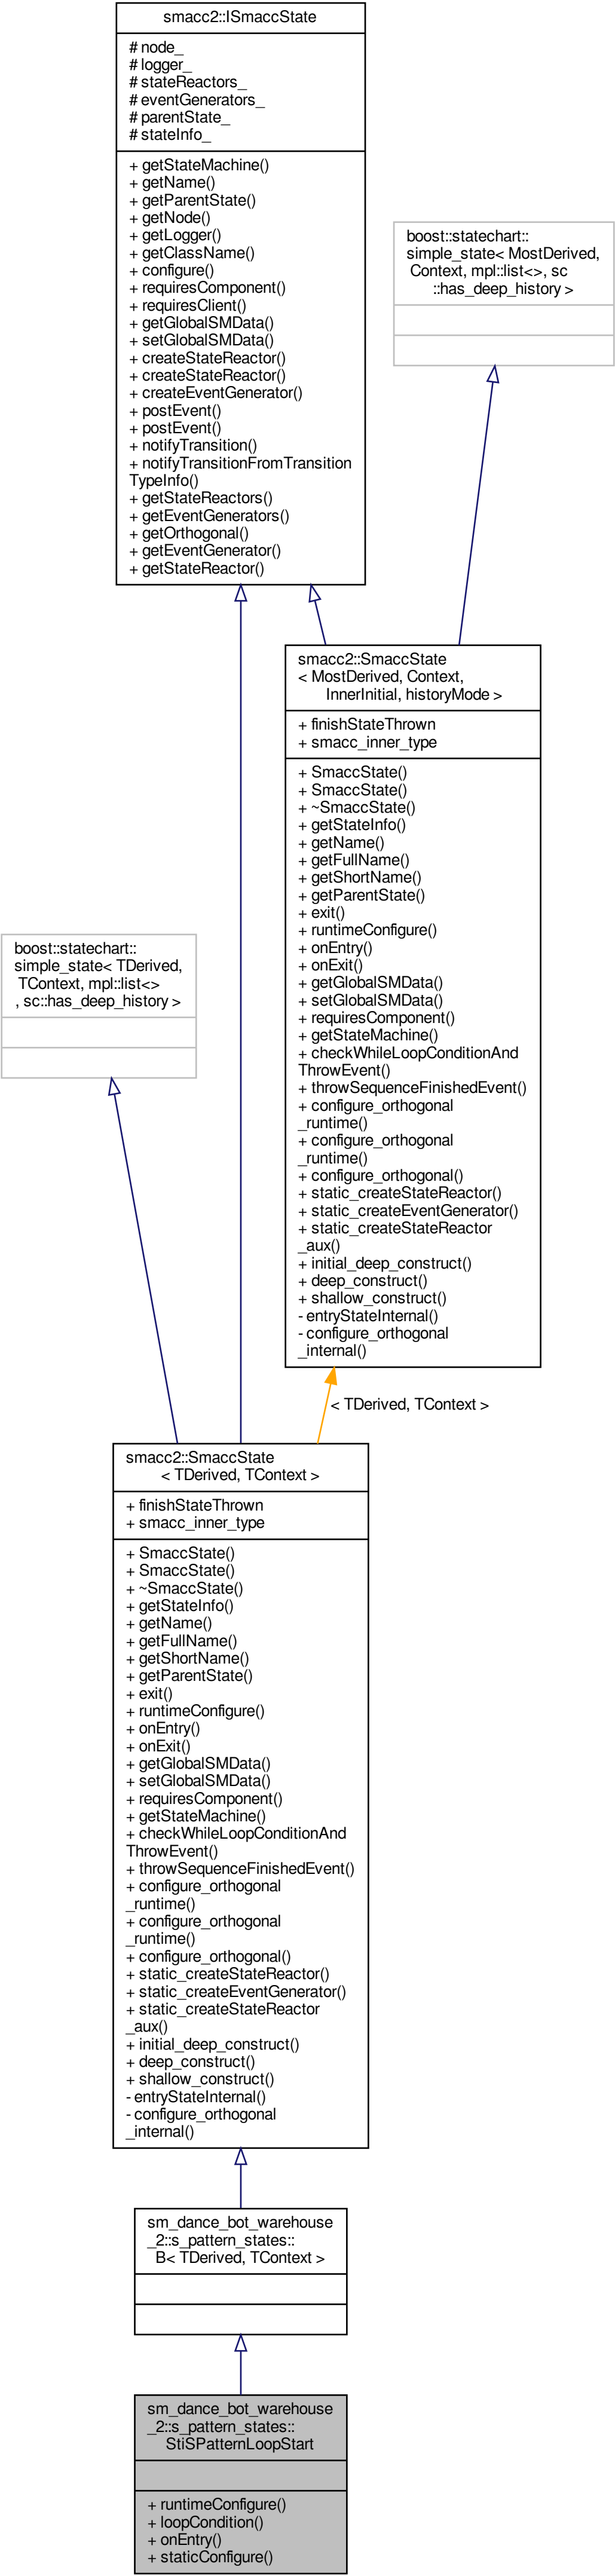 smacc2::ISmaccState
# node_
# logger_
# stateReactors_
# eventGenerators_
# parentState_
# stateInfo_
+ getStateMachine()
+ getName()
+ getParentState()
+ getNode()
+ getLogger()
+ getClassName()
+ configure()
+ requiresComponent()
+ requiresClient()
+ getGlobalSMData()
+ setGlobalSMData()
+ createStateReactor()
+ createStateReactor()
+ createEventGenerator()
+ postEvent()
+ postEvent()
+ notifyTransition()
+ notifyTransitionFromTransition
TypeInfo()
+ getStateReactors()
+ getEventGenerators()
+ getOrthogonal()
+ getEventGenerator()
+ getStateReactor()
boost::statechart::
simple_state< MostDerived,
Context, mpl::list<>, sc
::has_deep_history >
smacc2::SmaccState
< MostDerived, Context,
InnerInitial, historyMode >
+ finishStateThrown
+ smacc_inner_type
+ SmaccState()
+ SmaccState()
+ ~SmaccState()
+ getStateInfo()
+ getName()
+ getFullName()
+ getShortName()
+ getParentState()
+ exit()
+ runtimeConfigure()
+ onEntry()
+ onExit()
+ getGlobalSMData()
+ setGlobalSMData()
+ requiresComponent()
+ getStateMachine()
+ checkWhileLoopConditionAnd
ThrowEvent()
+ throwSequenceFinishedEvent()
+ configure_orthogonal
_runtime()
+ configure_orthogonal
_runtime()
+ configure_orthogonal()
+ static_createStateReactor()
+ static_createEventGenerator()
+ static_createStateReactor
_aux()
+ initial_deep_construct()
+ deep_construct()
+ shallow_construct()
- entryStateInternal()
- configure_orthogonal
_internal()
boost::statechart::
simple_state< TDerived,
TContext, mpl::list<>
, sc::has_deep_history >
< TDerived, TContext >
smacc2::SmaccState
< TDerived, TContext >
+ finishStateThrown
+ smacc_inner_type
+ SmaccState()
+ SmaccState()
+ ~SmaccState()
+ getStateInfo()
+ getName()
+ getFullName()
+ getShortName()
+ getParentState()
+ exit()
+ runtimeConfigure()
+ onEntry()
+ onExit()
+ getGlobalSMData()
+ setGlobalSMData()
+ requiresComponent()
+ getStateMachine()
+ checkWhileLoopConditionAnd
ThrowEvent()
+ throwSequenceFinishedEvent()
+ configure_orthogonal
_runtime()
+ configure_orthogonal
_runtime()
+ configure_orthogonal()
+ static_createStateReactor()
+ static_createEventGenerator()
+ static_createStateReactor
_aux()
+ initial_deep_construct()
+ deep_construct()
+ shallow_construct()
- entryStateInternal()
- configure_orthogonal
_internal()
sm_dance_bot_warehouse
_2::s_pattern_states::
B< TDerived, TContext >
sm_dance_bot_warehouse
_2::s_pattern_states::
StiSPatternLoopStart
+ runtimeConfigure()
+ loopCondition()
+ onEntry()
+ staticConfigure()